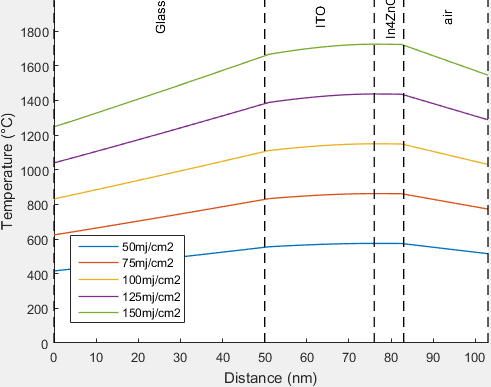 Glass
ITO
In4ZnO
air
1800
1600
1400
1200
1000
800
600
400
200
0
Temperature (°C)
50mj/cm2
75mj/cm2
100mj/cm2
125mj/cm2
150mj/cm2
0 10 20 30 40 50 60 70 80 90 100
Distance (nm)